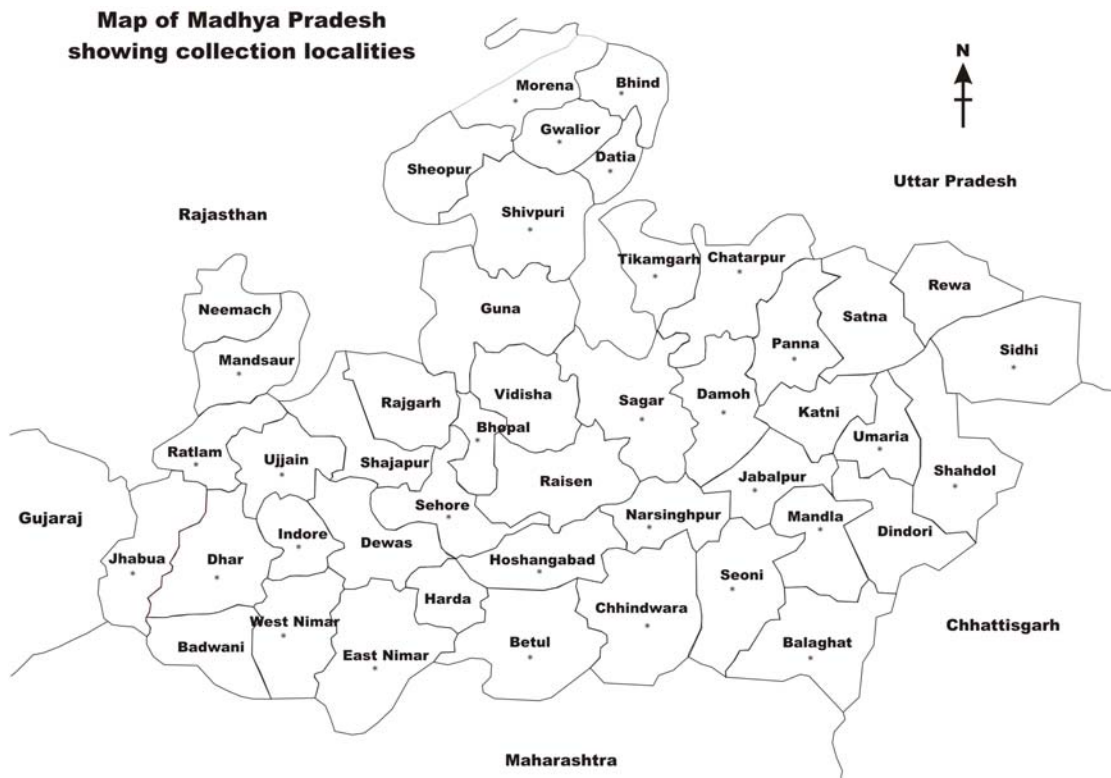 Map of Madhya Pradesh
showing collection localities
N
Morena
Bhind
Gwalior
Datia
Sheopur
Uttar Pradesh
Rajasthan
Shivpuri
Tikamgarh
Chatarpur
Rewa
Neemach
Guna
Satna
Panna
Sidhi
Mandsaur
Rajgarh
Vidisha
Sagar
Damoh
Katni
Bhopal
Umaria
Ratlam
Ujjain
Shajapur
Raisen
Jabalpur
Shahdol
Sehore
Narsinghpur
Mandla
Gujaraj
Indore
Dewas
Dindori
Jhabua
Dhar
Hoshangabad
Seoni
Harda
Chhindwara
West Nimar
Chhattisgarh
Badwani
East Nimar
Betul
Balaghat
Maharashtra